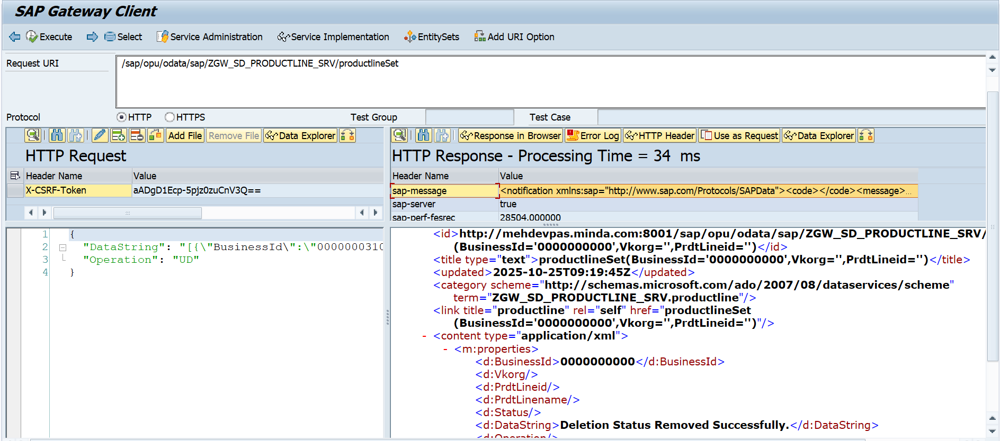 SAP Gateway Client
Execute Select Service Administration Service Implementation EntitySets Add URI Option
Request URI /sap/opu/odata/sap/ZGW_SD_PRODUCTLINE_SRV/productlineSet
Protocol HTTP HTTPS Test Group Test Case
Add File Remove File Data Explorer
HTTP Request
Header Name Value
X-CSRF-Token aADgD1Ecp-5pjz0zuCnV3Q==
1 {
2 "DataString": "[{\"BusinessId\":\"0000000310
3 "Operation": "UD"
4 }
Response in Browser Error Log HTTP Header Use as Request Data Explorer
HTTP Response - Processing Time = 34 ms
Header Name Value
sap-message <notification xmlns:sap="http://www.sap.com/Protocols/SAPData"><code></code><message>...
sap-server true
sap-perf-fesrec 28504.000000
<id>http://mehdevpas.minda.com:8001/sap/opu/odata/sap/ZGW_SD_PRODUCTLINE_SRV/
(BusinessId='0000000000',Vkorg='',PrdtLineid='')</id>
<title type="text">productlineSet(BusinessId='0000000000',Vkorg='',PrdtLineid='')</title>
<updated>2025-10-25T09:19:45Z</updated>
<category scheme="http://schemas.microsoft.com/ado/2007/08/dataservices/scheme"
term="ZGW_SD_PRODUCTLINE_SRV.productline"/>
<link title="productline" rel="self" href="productlineSet
(BusinessId='0000000000',Vkorg='',PrdtLineid='')"/>
- <content type="application/xml">
- <m:properties>
<d:BusinessId>0000000000</d:BusinessId>
<d:Vkorg/>
<d:PrdtLineid/>
<d:PrdtLinename/>
<d:Status/>
<d:DataString>Deletion Status Removed Successfully.</d:DataString>
<d:Operation/>